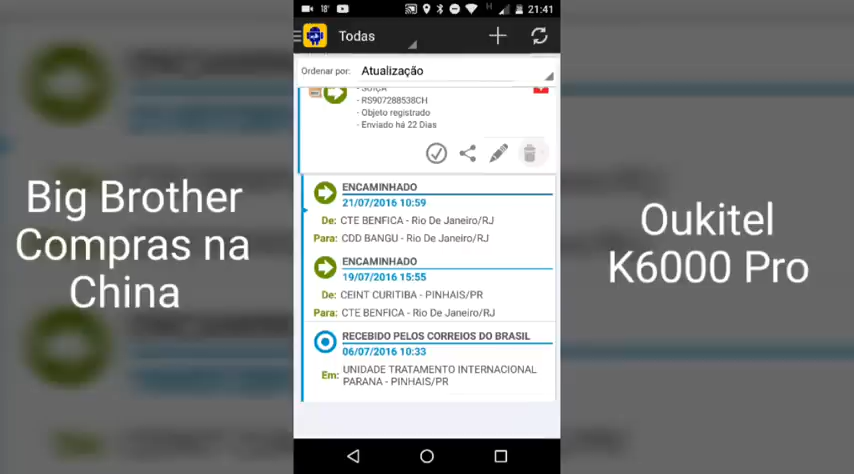 18°
21:41
Todas
Ordenar por: Atualização
- SUIÇA
- RS907288538CH
- Objeto registrado
- Enviado há 22 Dias
ENCAMINHADO
21/07/2016 10:59
De: CTE BENFICA - Rio De Janeiro/RJ
Para: CDD BANGU - Rio De Janeiro/RJ
ENCAMINHADO
19/07/2016 15:55
De: CEINT CURITIBA - PINHAIS/PR
Para: CTE BENFICA - Rio De Janeiro/RJ
RECEBIDO PELOS CORREIOS DO BRASIL
06/07/2016 10:33
Em: UNIDADE TRATAMENTO INTERNACIONAL
PARANA - PINHAIS/PR
Big Brother
Compras na
China
Oukitel
K6000 Pro